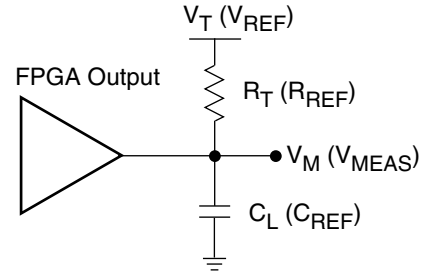 V_T (V_REF)
FPGA Output
R_T (R_REF)
V_M (V_MEAS)
C_L (C_REF)